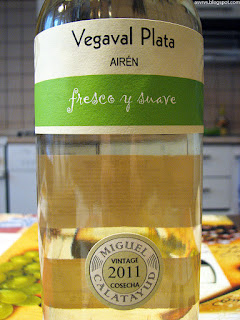 Vegaval Plata
AIRÉN
fresco y suave
MIGUEL
VINTAGE
2011
COSECHA
CALATAYUD